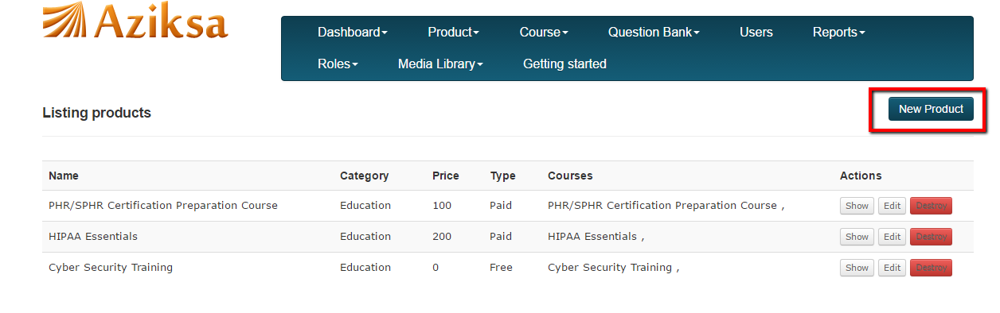 Aziksa
Dashboard Product Course Question Bank Users Reports
Roles Media Library Getting started
Listing products
New Product
Name Category Price Type Courses Actions
PHR/SPHR Certification Preparation Course Education 100 Paid PHR/SPHR Certification Preparation Course , Show Edit Destroy
HIPAA Essentials Education 200 Paid HIPAA Essentials , Show Edit Destroy
Cyber Security Training Education 0 Free Cyber Security Training , Show Edit Destroy